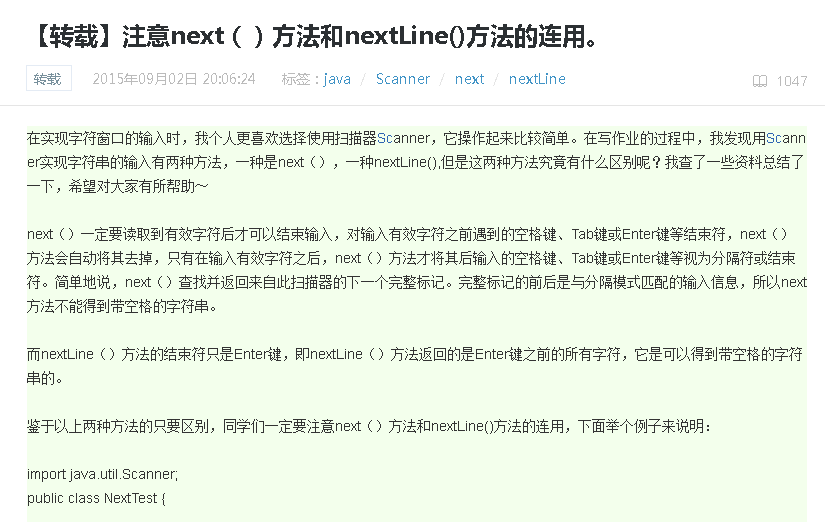 【转载】注意next（）方法和nextLine()方法的连用。
转载 2015年09月02日 20:06:24 标签：java / Scanner / next / nextLine 1047
在实现字符窗口的输入时，我个人更喜欢选择使用扫描器Scanner，它操作起来比较简单。在写作业的过程中，我发现用Scann
er实现字符串的输入有两种方法，一种是next（），一种nextLine(),但是这两种方法究竟有什么区别呢？我查了一些资料总结了
一下，希望对大家有所帮助～
next（）一定要读取到有效字符后才可以结束输入，对输入有效字符之前遇到的空格键、Tab键或Enter键等结束符，next（）
方法会自动将其去掉，只有在输入有效字符之后，next（）方法才将其后输入的空格键、Tab键或Enter键等视为分隔符或结束
符。简单地说，next（）查找并返回来自此扫描器的下一个完整标记。完整标记的前后是与分隔模式匹配的输入信息，所以next
方法不能得到带空格的字符串。
而nextLine（）方法的结束符只是Enter键，即nextLine（）方法返回的是Enter键之前的所有字符，它是可以得到带空格的字符
串的。
鉴于以上两种方法的只要区别，同学们一定要注意next（）方法和nextLine()方法的连用，下面举个例子来说明：
import java.util.Scanner;
public class NextTest {